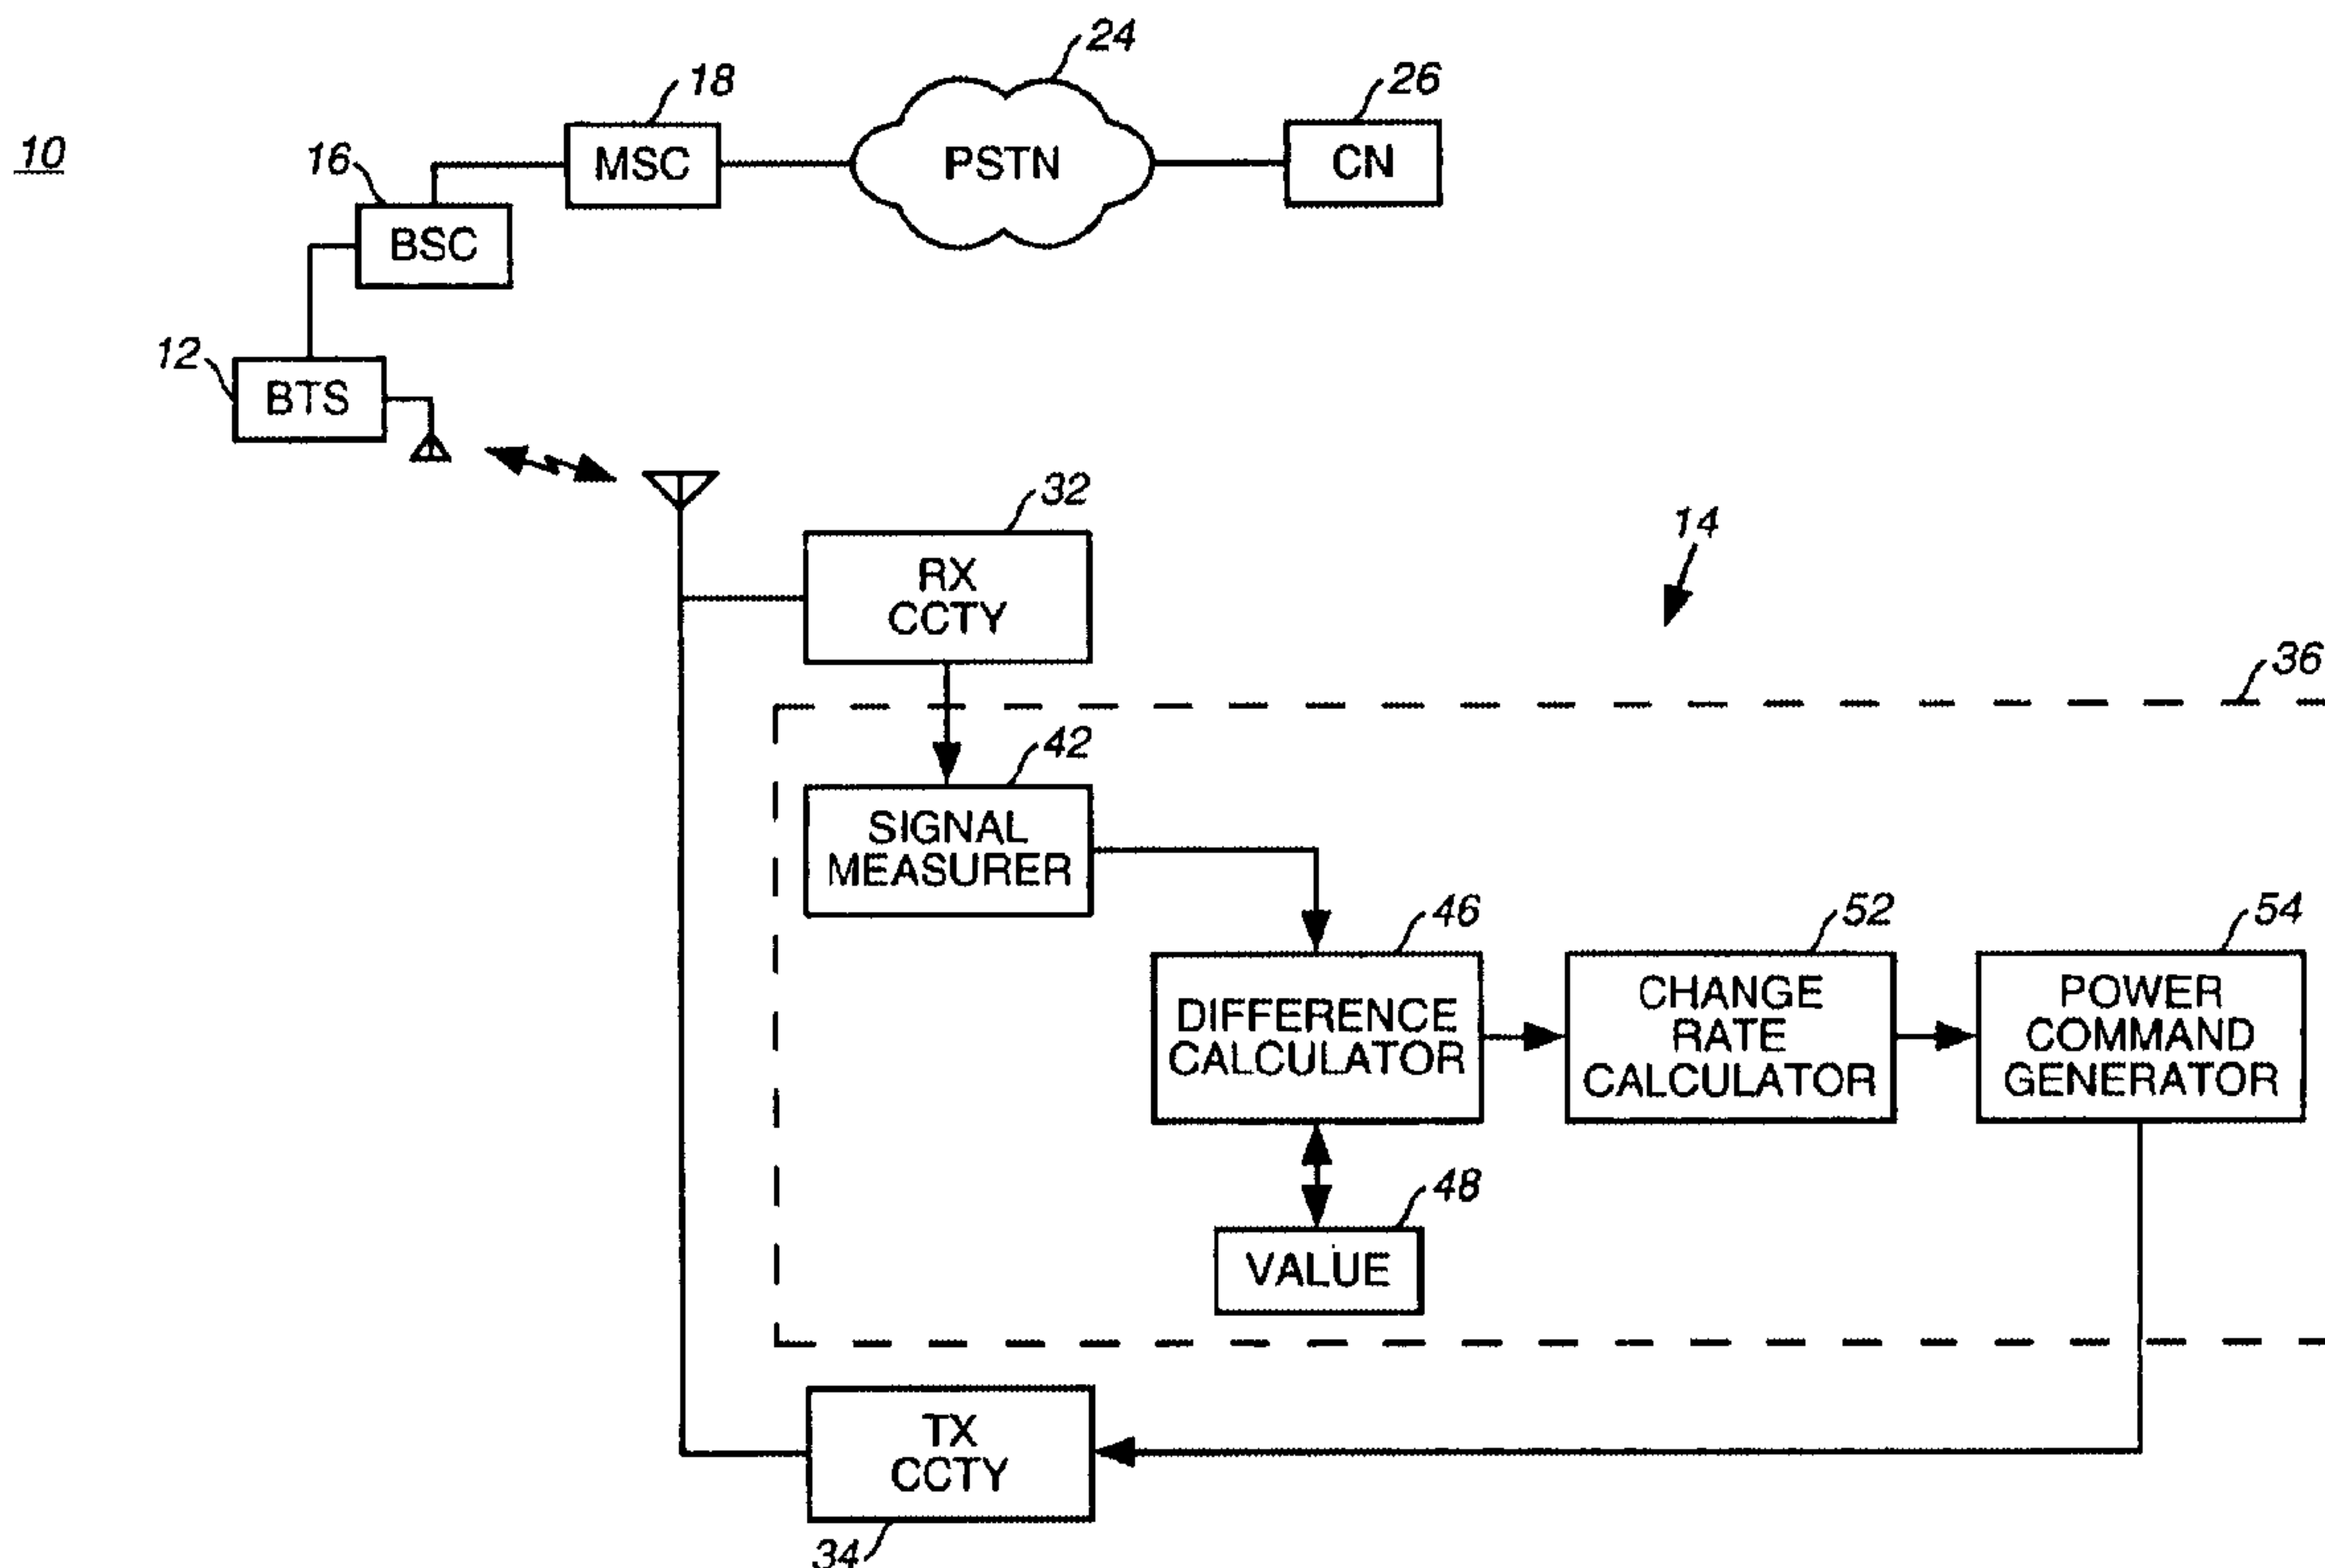 24
18
26
10
16
MSC
PSTN
CN
BSC
12
BTS
32
14
RX
CCTY
36
42
SIGNAL
MEASURER
46
52
54
DIFFERENCE
CALCULATOR
CHANGE
RATE
CALCULATOR
POWER
COMMAND
GENERATOR
48
VALUE
TX
CCTY
34